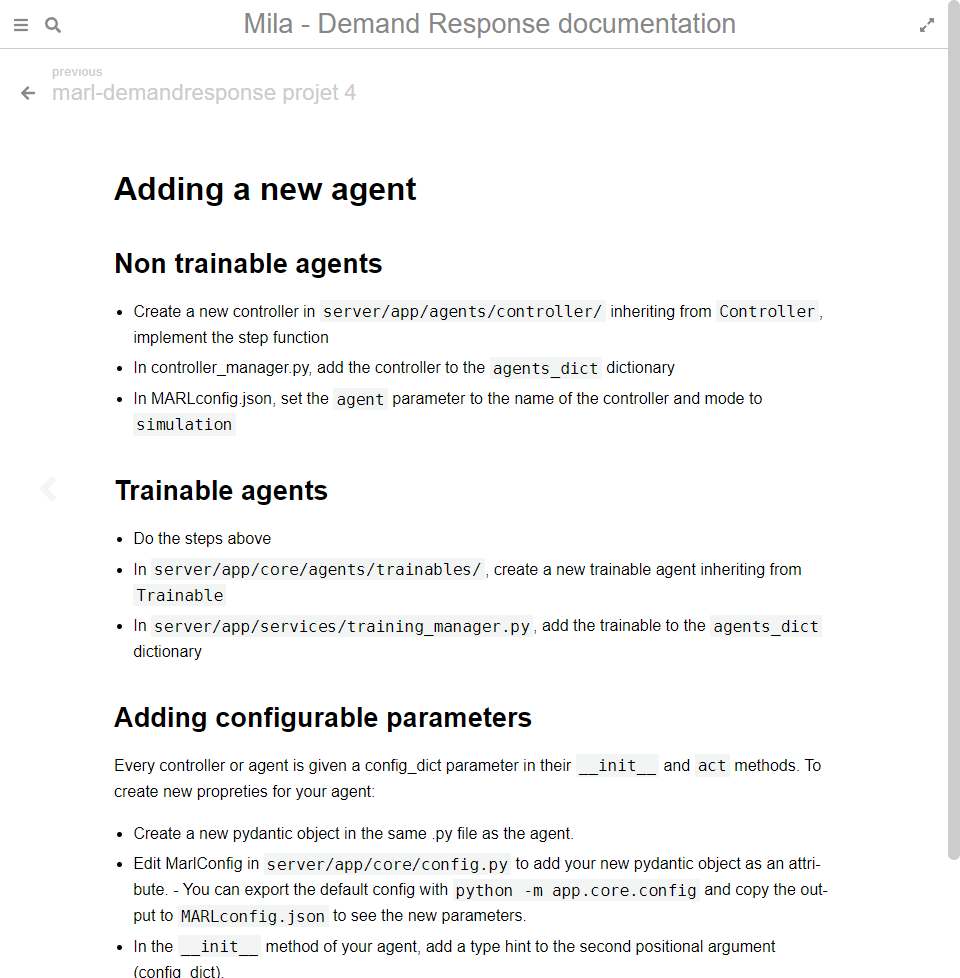 Mila - Demand Response documentation
previous
marl-demandresponse projet 4
Adding a new agent
Non trainable agents
• Create a new controller in server/app/agents/controller/ inheriting from Controller,
implement the step function
• In controller_manager.py, add the controller to the agents_dict dictionary
• In MARLconfig.json, set the agent parameter to the name of the controller and mode to
simulation
Trainable agents
• Do the steps above
• In server/app/core/agents/trainables/, create a new trainable agent inheriting from
Trainable
• In server/app/services/training_manager.py, add the trainable to the agents_dict
dictionary
Adding configurable parameters
Every controller or agent is given a config_dict parameter in their __init__ and act methods. To
create new propreties for your agent:
• Create a new pydantic object in the same .py file as the agent.
• Edit MarlConfig in server/app/core/config.py to add your new pydantic object as an attri-
bute. - You can export the default config with python -m app.core.config and copy the out-
put to MARLconfig.json to see the new parameters.
• In the __init__ method of your agent, add a type hint to the second positional argument
(config_dict).